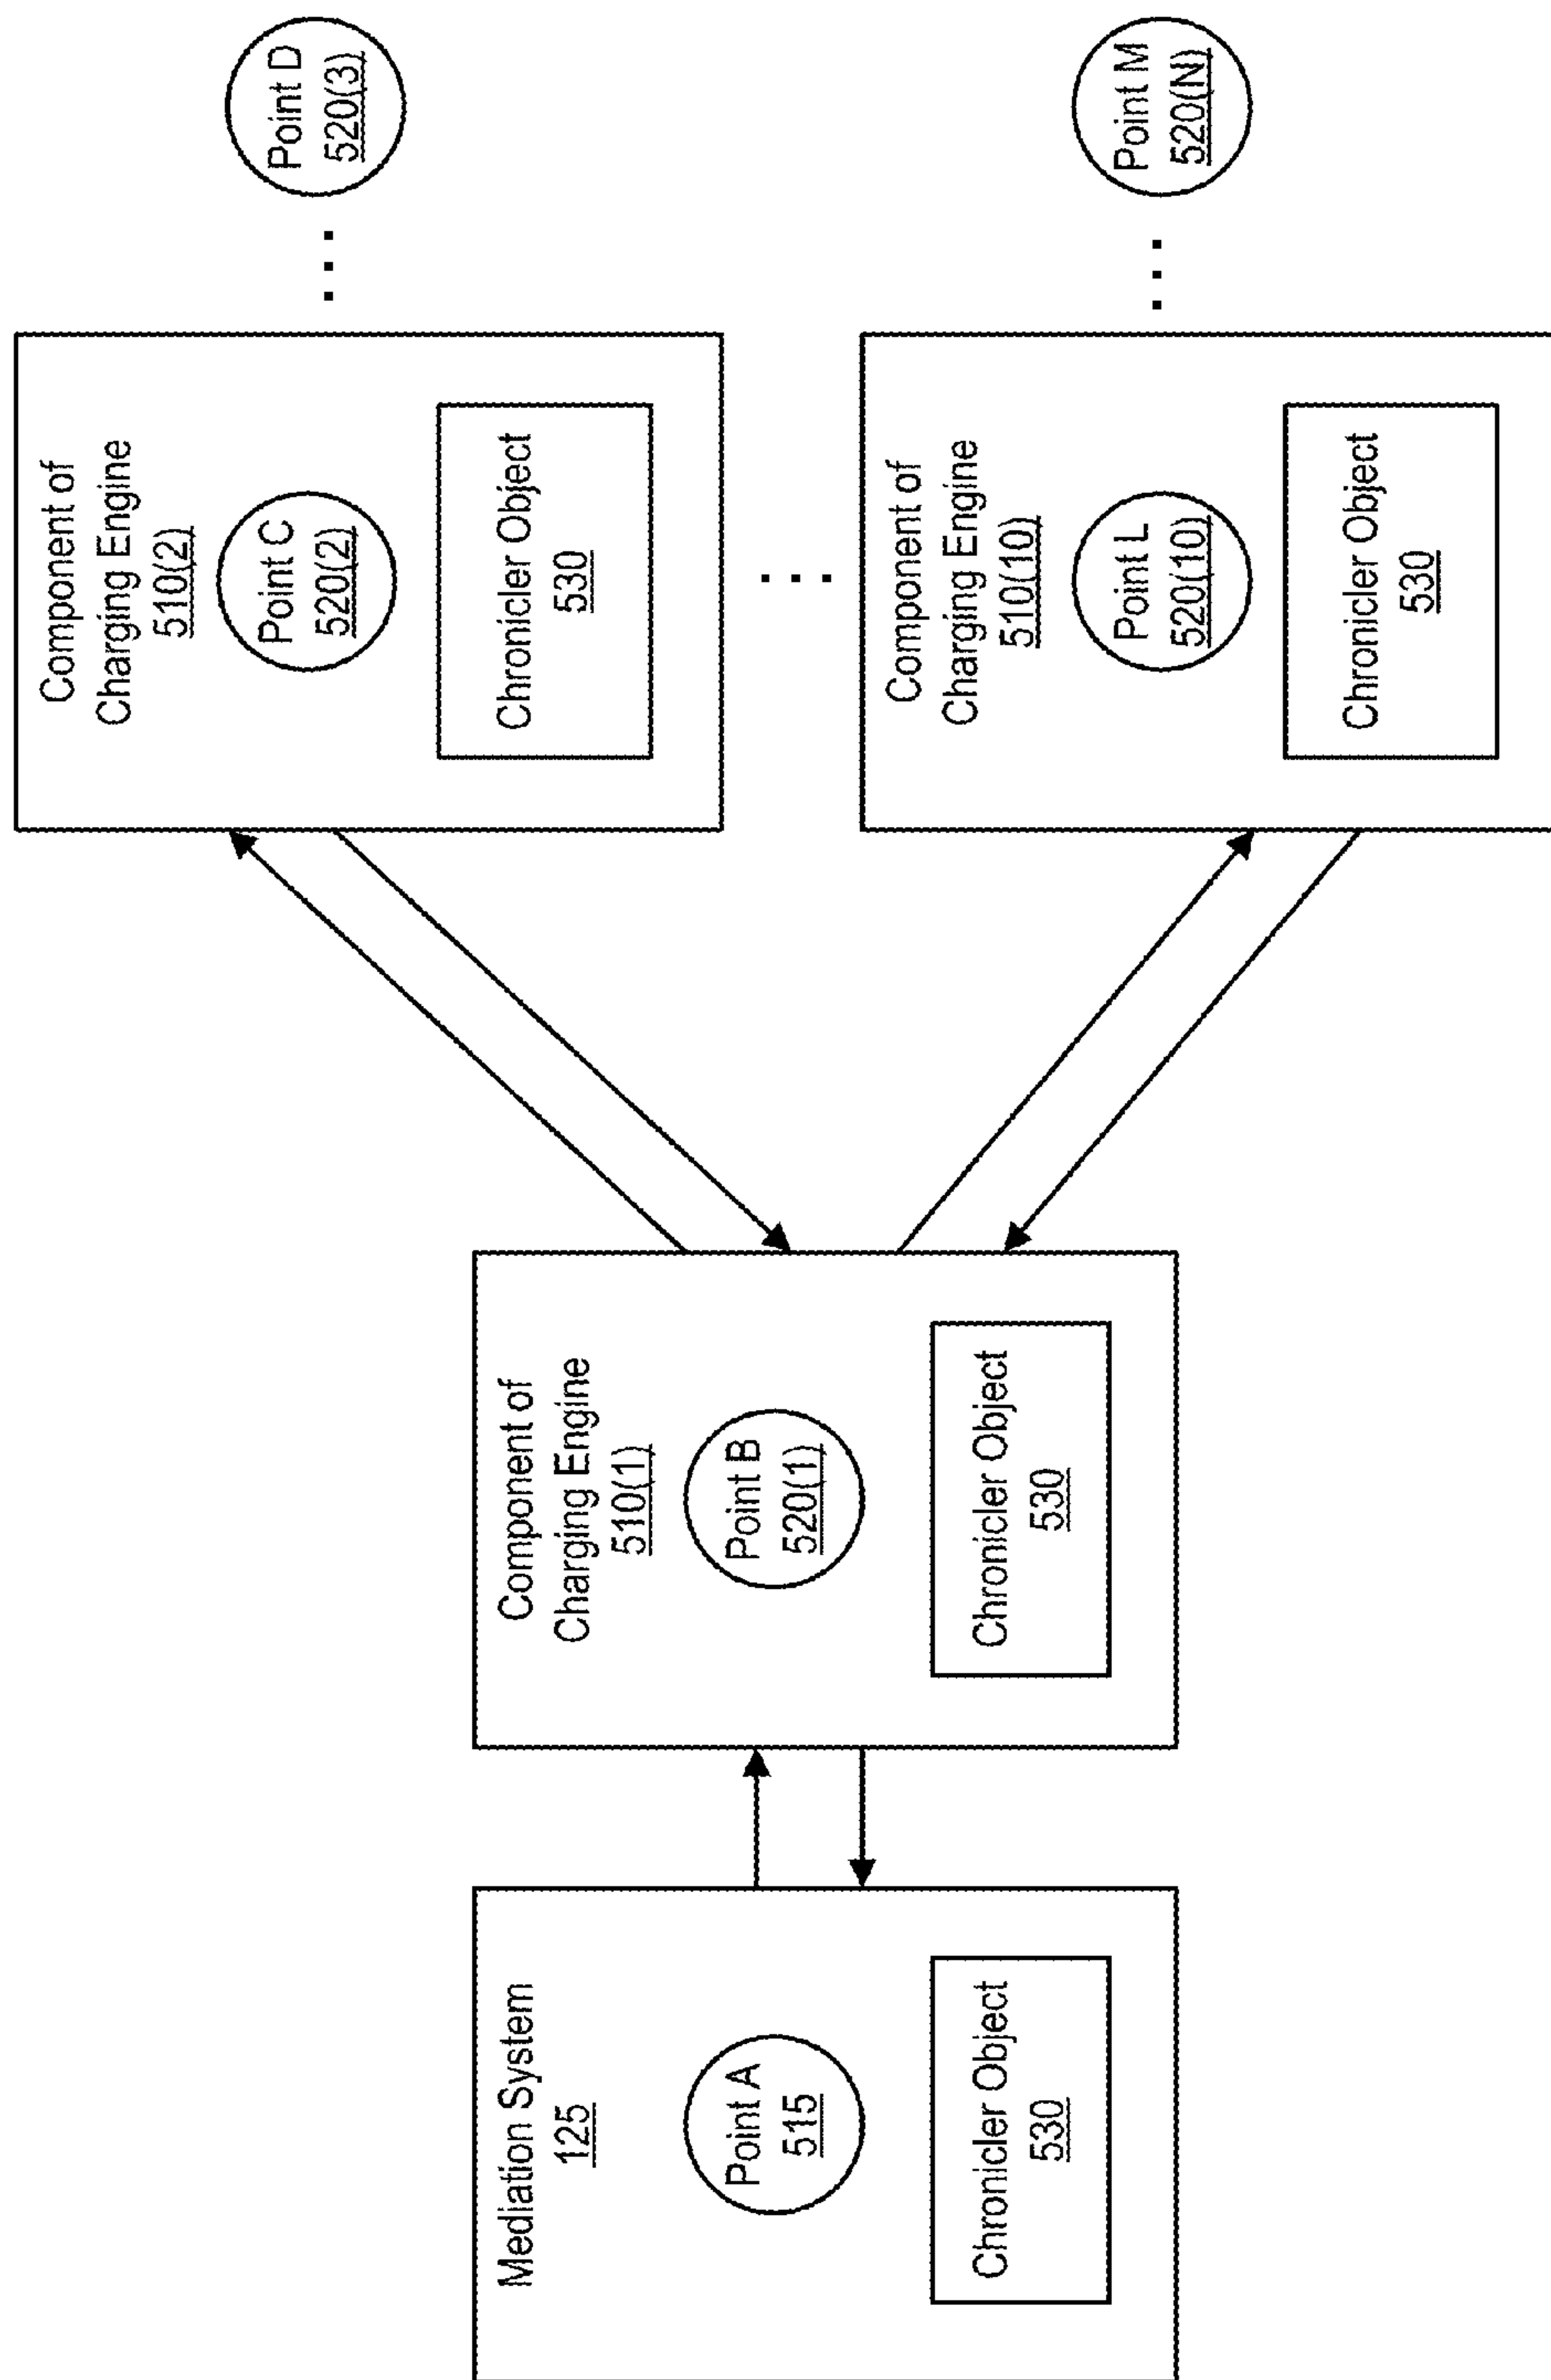 Mediation System
125
Point A
515
Chronicler Object
530
Component of
Charging Engine
510(1)
Point B
520(1)
Chronicler Object
530
Component of
Charging Engine
510(2)
Point C
520(2)
Chronicler Object
530
. . .
Point D
520(3)
. . .
Component of
Charging Engine
510(10)
Point L
520(10)
Chronicler Object
530
. . .
Point M
520(N)